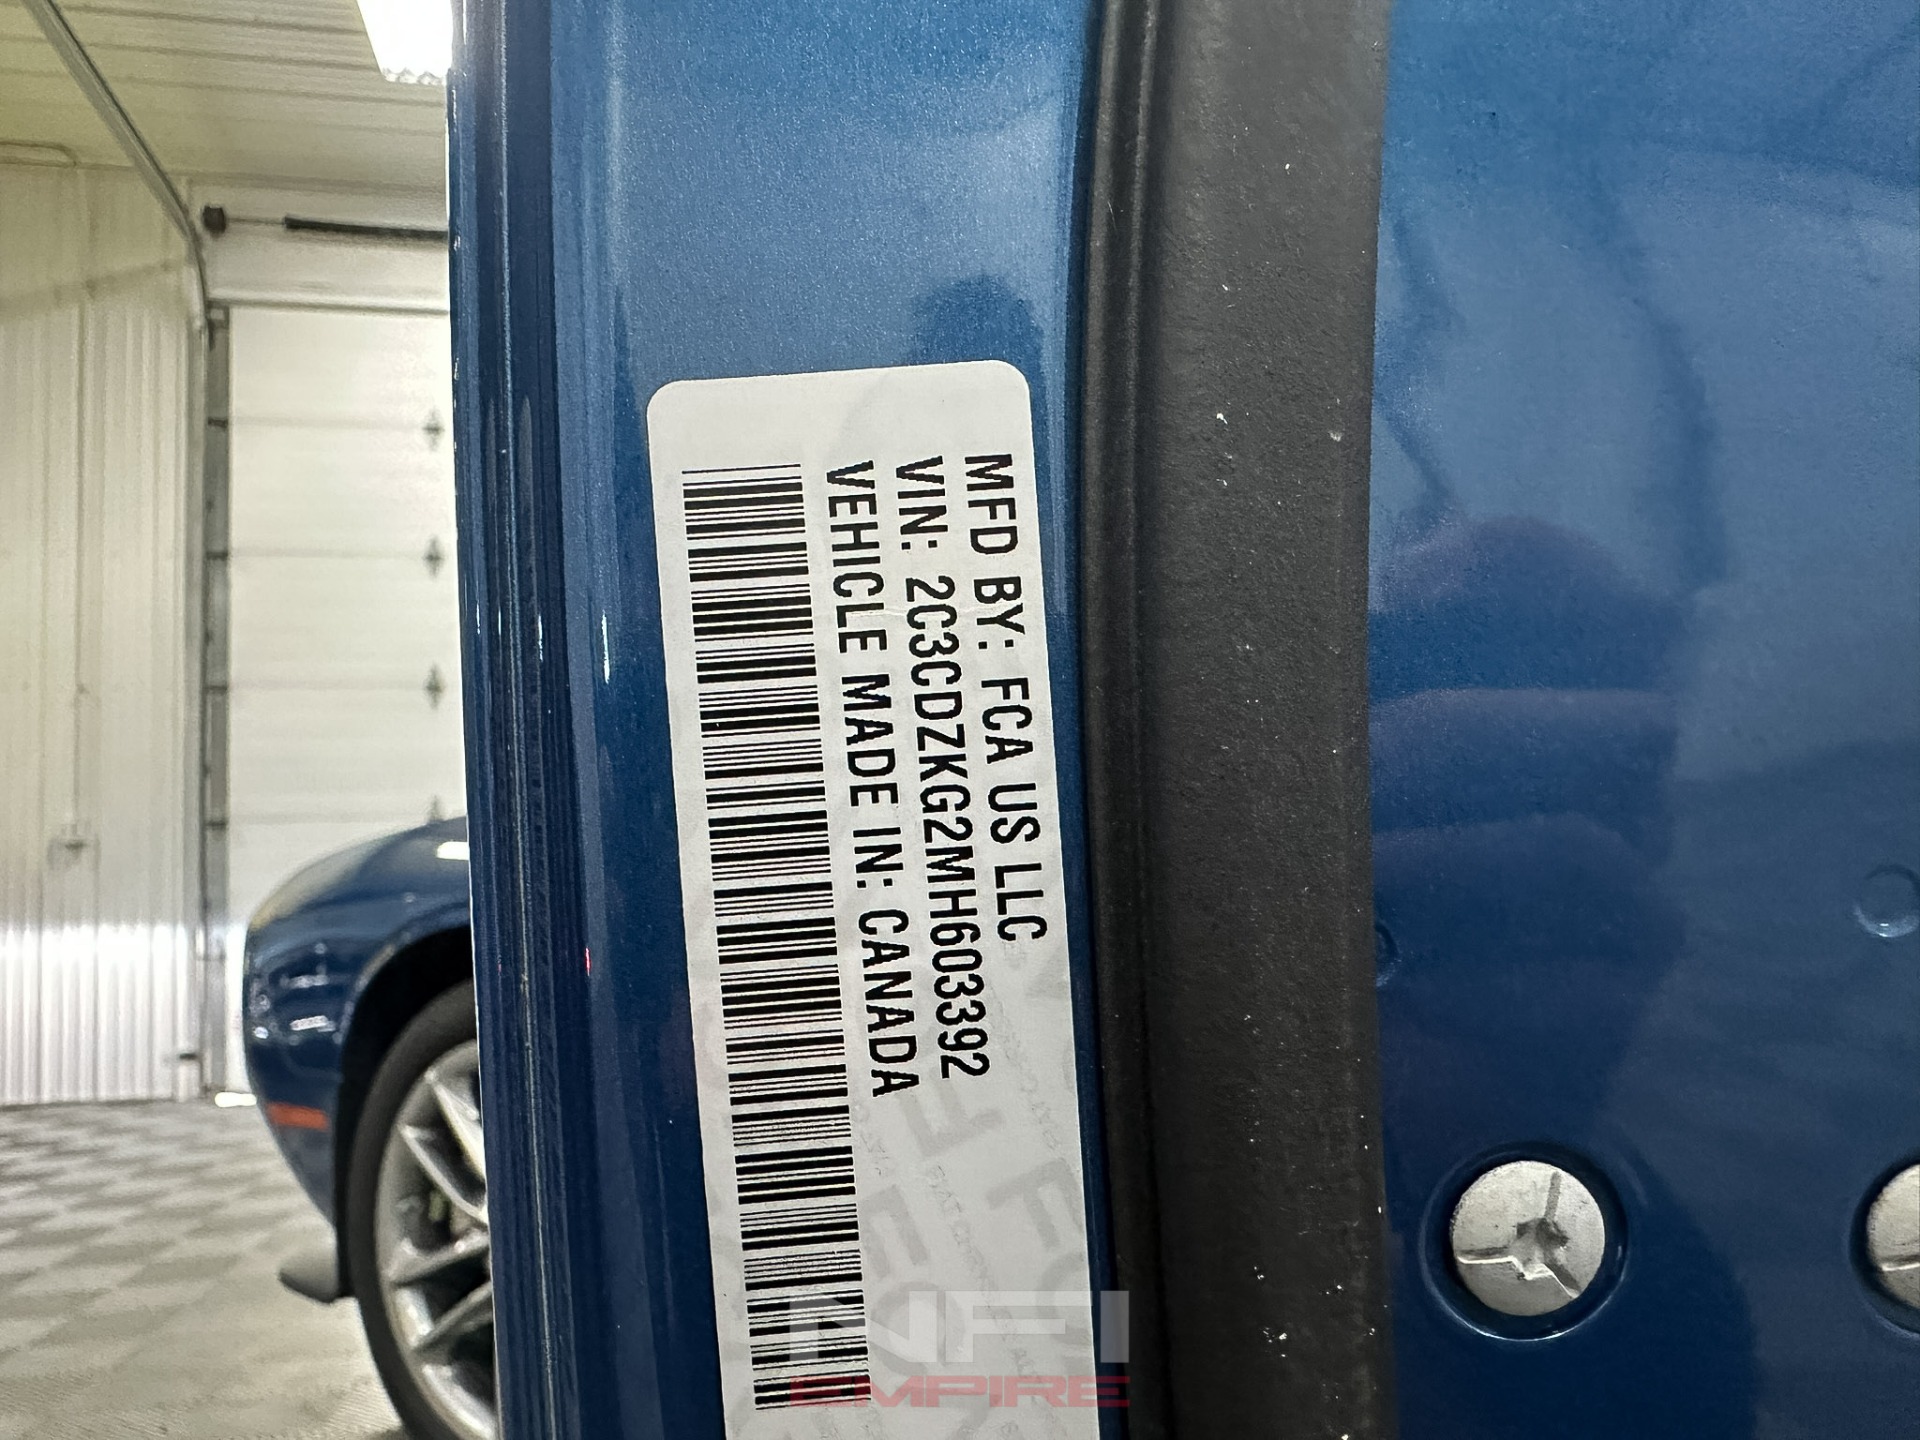 MFD BY: FCA US LLC
VIN: 2C3CDZKG2MH603392
VEHICLE MADE IN: CANADA
NFI
EMPIRE